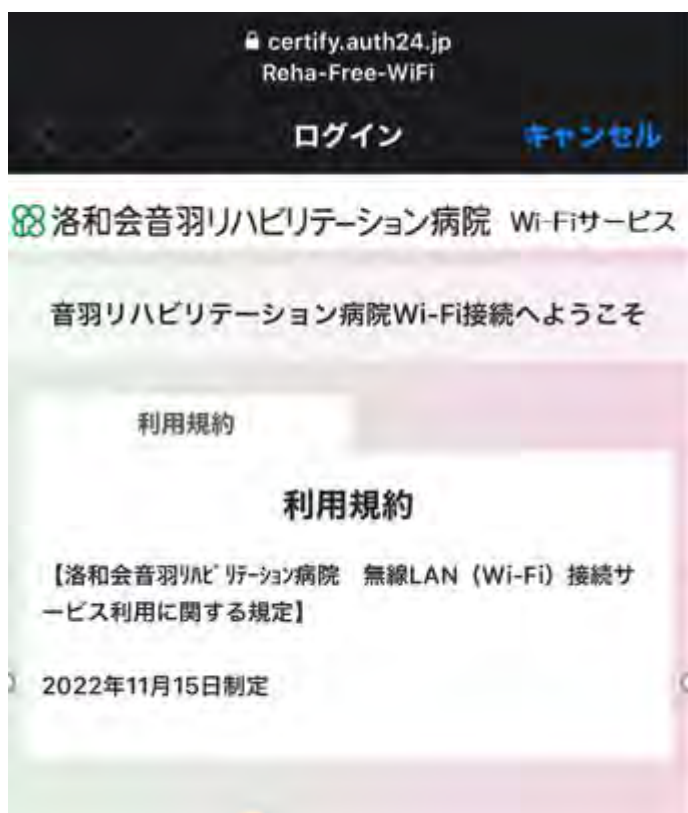 certify.auth24.jp
Reha-Free-WiFi
ログイン
キャンセル
洛和会音羽リハビリテーション病院 Wi-Fiサービス
音羽リハビリテーション病院Wi-Fi接続へようこそ
利用規約
利用規約
【洛和会音羽ﾘﾊﾋﾞﾘﾃｰｼｮﾝ病院　無線LAN（Wi-Fi）接続サ
ービス利用に関する規定】
2022年11月15日制定